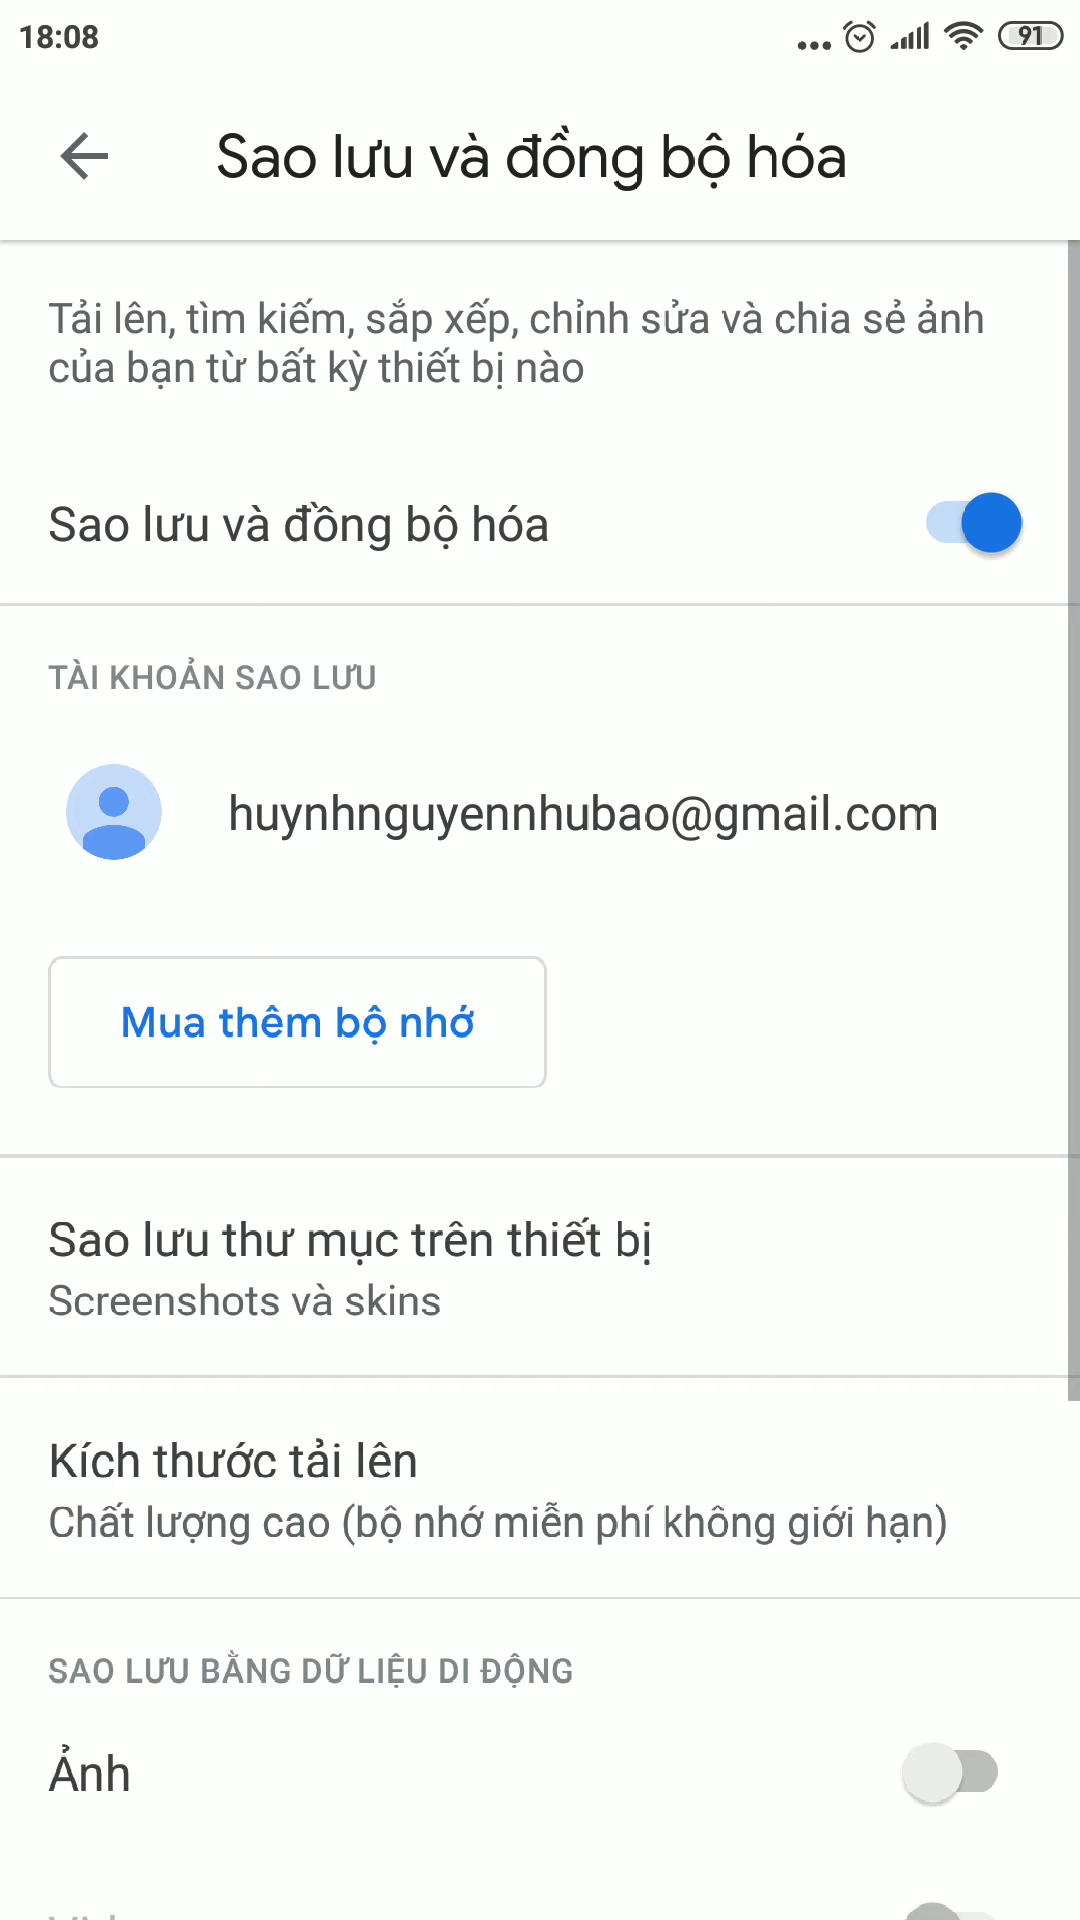 18:08
91
Sao lưu và đồng bộ hóa
Tải lên, tìm kiếm, sắp xếp, chỉnh sửa và chia sẻ ảnh
của bạn từ bất kỳ thiết bị nào
Sao lưu và đồng bộ hóa
TÀI KHOẢN SAO LƯU
huynhnguyennhubao@gmail.com
Mua thêm bộ nhớ
Sao lưu thư mục trên thiết bị
Screenshots và skins
Kích thước tải lên
Chất lượng cao (bộ nhớ miễn phí không giới hạn)
SAO LƯU BẰNG DỮ LIỆU DI ĐỘNG
Ảnh